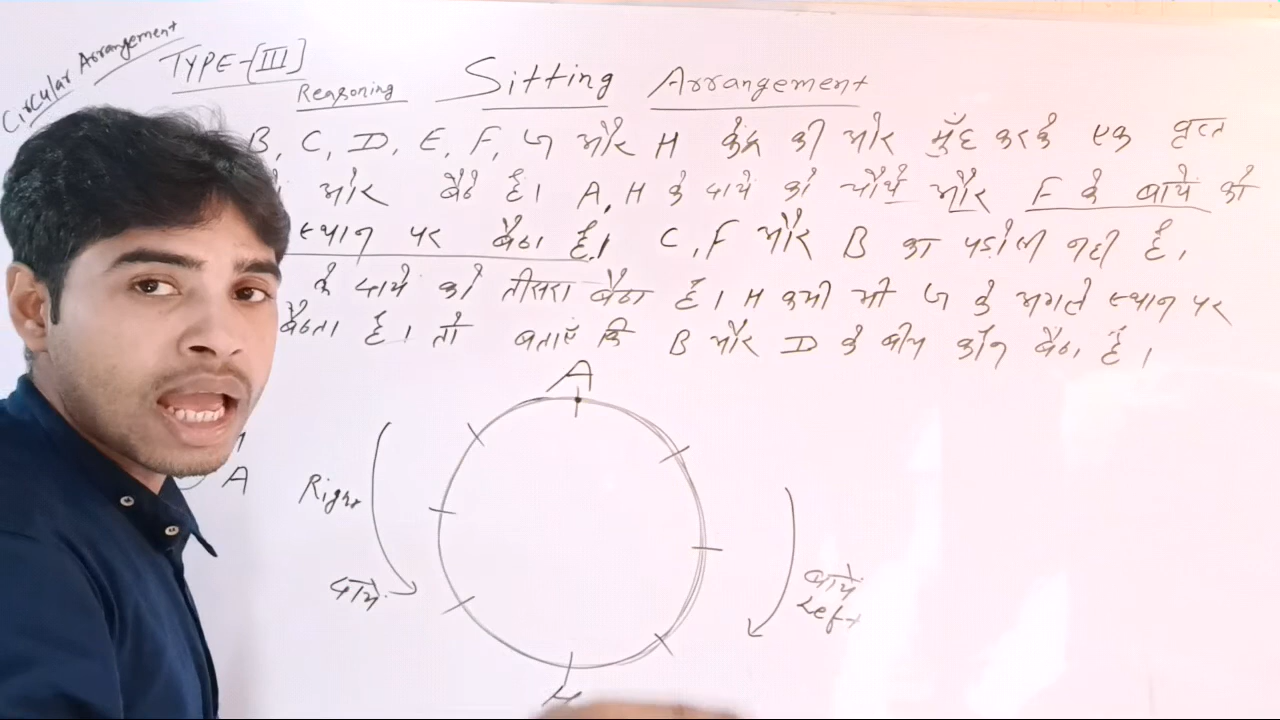 Circular Arrangement
TYPE-[III]
Reasoning Sitting Arrangement
B, C, D, E, F, G और H केंद्र की ओर मुँह करके एक वृत्त
ओर बैठे हैं। A, H के दायें को चौथे और F के बायें को
स्थान पर बैठा है। C, F और B का पड़ोसी नहीं है,
के दायें को तीसरा बैठा है। H कभी भी G के अगले स्थान पर
बैठता है। तो बताएँ कि B और D के बीच कौन बैठा है।
A
A
Right
दायें
बायें
Left
H